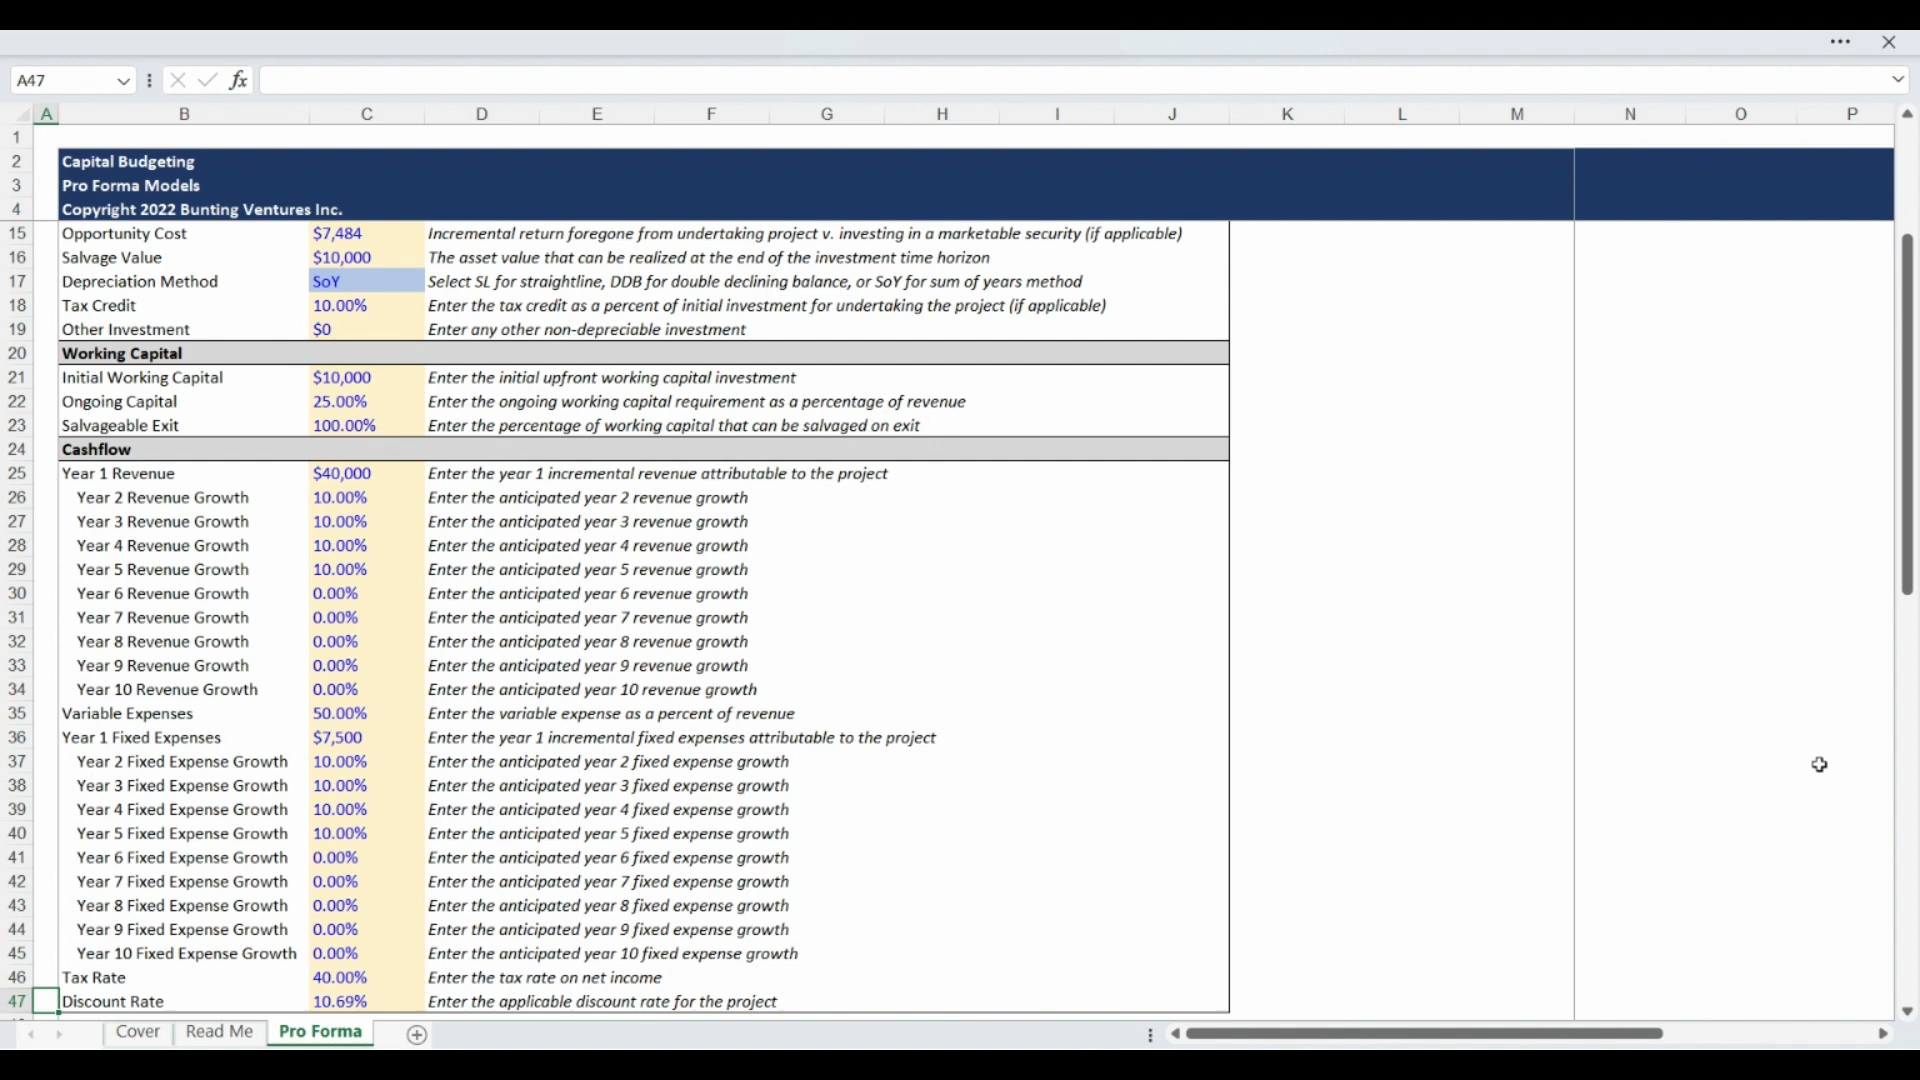 A47 fx
A B C D E F G H I J K L M N O P
1
2 Capital Budgeting
3 Pro Forma Models
4 Copyright 2022 Bunting Ventures Inc.
15 Opportunity Cost $7,484 Incremental return foregone from undertaking project v. investing in a marketable security (if applicable)
16 Salvage Value $10,000 The asset value that can be realized at the end of the investment time horizon
17 Depreciation Method SoY Select SL for straightline, DDB for double declining balance, or SoY for sum of years method
18 Tax Credit 10.00% Enter the tax credit as a percent of initial investment for undertaking the project (if applicable)
19 Other Investment $0 Enter any other non-depreciable investment
20 Working Capital
21 Initial Working Capital $10,000 Enter the initial upfront working capital investment
22 Ongoing Capital 25.00% Enter the ongoing working capital requirement as a percentage of revenue
23 Salvageable Exit 100.00% Enter the percentage of working capital that can be salvaged on exit
24 Cashflow
25 Year 1 Revenue $40,000 Enter the year 1 incremental revenue attributable to the project
26 Year 2 Revenue Growth 10.00% Enter the anticipated year 2 revenue growth
27 Year 3 Revenue Growth 10.00% Enter the anticipated year 3 revenue growth
28 Year 4 Revenue Growth 10.00% Enter the anticipated year 4 revenue growth
29 Year 5 Revenue Growth 10.00% Enter the anticipated year 5 revenue growth
30 Year 6 Revenue Growth 0.00% Enter the anticipated year 6 revenue growth
31 Year 7 Revenue Growth 0.00% Enter the anticipated year 7 revenue growth
32 Year 8 Revenue Growth 0.00% Enter the anticipated year 8 revenue growth
33 Year 9 Revenue Growth 0.00% Enter the anticipated year 9 revenue growth
34 Year 10 Revenue Growth 0.00% Enter the anticipated year 10 revenue growth
35 Variable Expenses 50.00% Enter the variable expense as a percent of revenue
36 Year 1 Fixed Expenses $7,500 Enter the year 1 incremental fixed expenses attributable to the project
37 Year 2 Fixed Expense Growth 10.00% Enter the anticipated year 2 fixed expense growth
38 Year 3 Fixed Expense Growth 10.00% Enter the anticipated year 3 fixed expense growth
39 Year 4 Fixed Expense Growth 10.00% Enter the anticipated year 4 fixed expense growth
40 Year 5 Fixed Expense Growth 10.00% Enter the anticipated year 5 fixed expense growth
41 Year 6 Fixed Expense Growth 0.00% Enter the anticipated year 6 fixed expense growth
42 Year 7 Fixed Expense Growth 0.00% Enter the anticipated year 7 fixed expense growth
43 Year 8 Fixed Expense Growth 0.00% Enter the anticipated year 8 fixed expense growth
44 Year 9 Fixed Expense Growth 0.00% Enter the anticipated year 9 fixed expense growth
45 Year 10 Fixed Expense Growth 0.00% Enter the anticipated year 10 fixed expense growth
46 Tax Rate 40.00% Enter the tax rate on net income
47 Discount Rate 10.69% Enter the applicable discount rate for the project
Cover Read Me Pro Forma